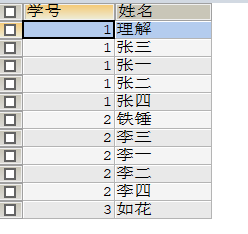 学号 姓名
1 理解
1 张三
1 张一
1 张二
1 张四
2 铁锤
2 李三
2 李一
2 李二
2 李四
3 如花